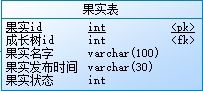 果实表
果实id int <pk>
成长树id int <fk>
果实名字 varchar(100)
果实发布时间 varchar(30)
果实状态 int